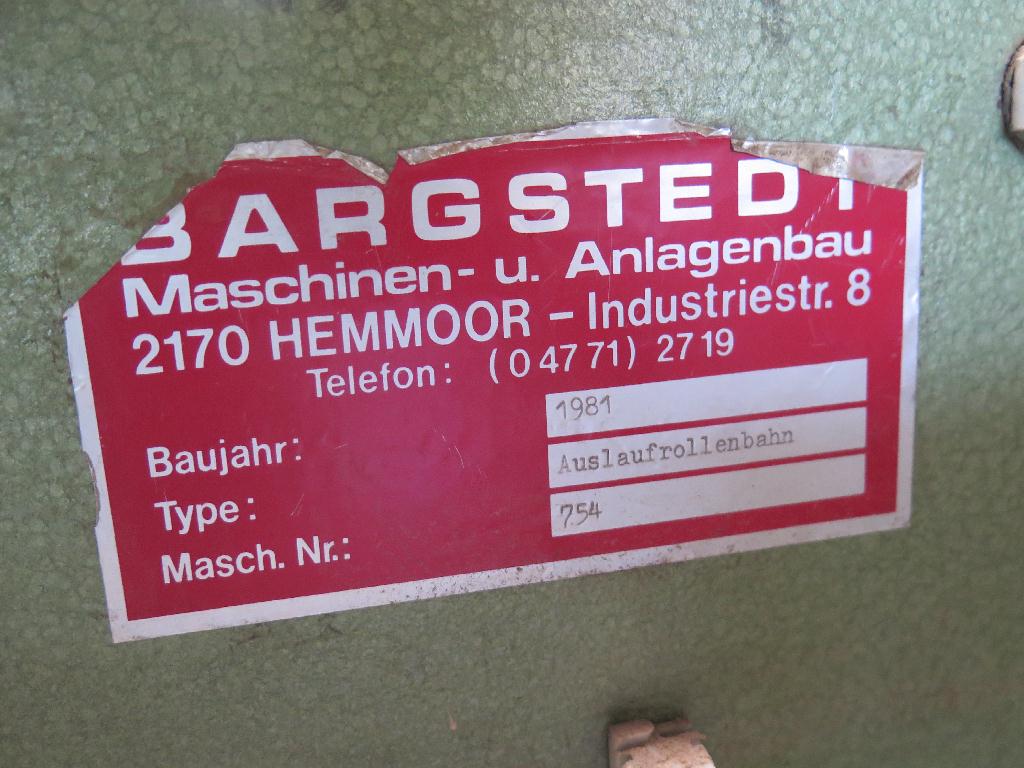 BARGSTEDT
Maschinen- u. Anlagenbau
2170 HEMMOOR – Industriestr. 8
Telefon: (0 47 71) 27 19
Baujahr: 1981
Type: Auslaufrollenbahn
Masch. Nr.: 754